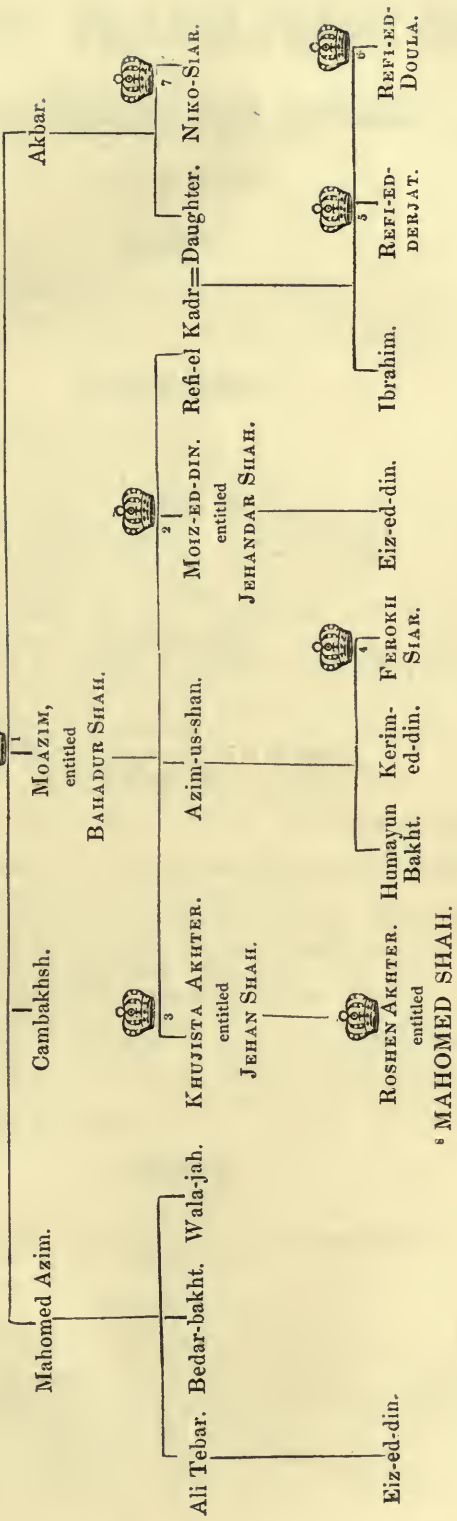 Mahomed Azim. Cambakhsh. MOAZIM, Akbar.
1
entitled
BAHADUR SHAH.
Ali Tebar. Bedar-bakht. Wala-jah. KHUJISTA AKHTER. Azim-us-shan. MOIZ-ED-DIN. Refi-el Kadr=Daughter. NIKO-SIAR.
3 2 7
entitled entitled
JEHAN SHAH. JEHANDAR SHAH.
Eiz-ed-din. ROSHEN AKHTER. Humayun Kerim- FEROKH Eiz-ed-din. Ibrahim. REFI-ED- REFI-ED-
Bakht. ed-din. SIAR. DERJAT. DOULA.
4 5 6
entitled
8 MAHOMED SHAH.